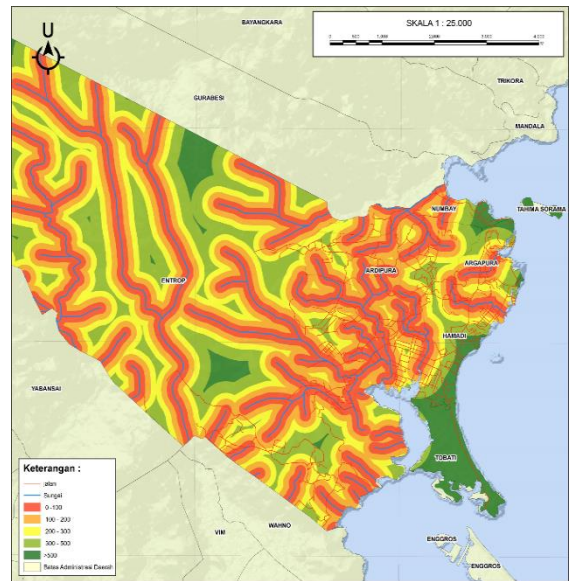 BAYANGKARA
SKALA 1 : 25.000
U
TRIKORA
GURABESI
MANDALA
NUMBAY
TAHIMA SOROMA
ARGAPURA
ARDIPURA
ENTROP
HAMADI
YABANSAI
TOBATI
Keterangan :
Jalan
Sungai
0 -100
100 - 200
200 - 300
300 - 500
>500
Batas Administrasi Daerah
VIM
WAHNO
ENGGROS
ENGGROS